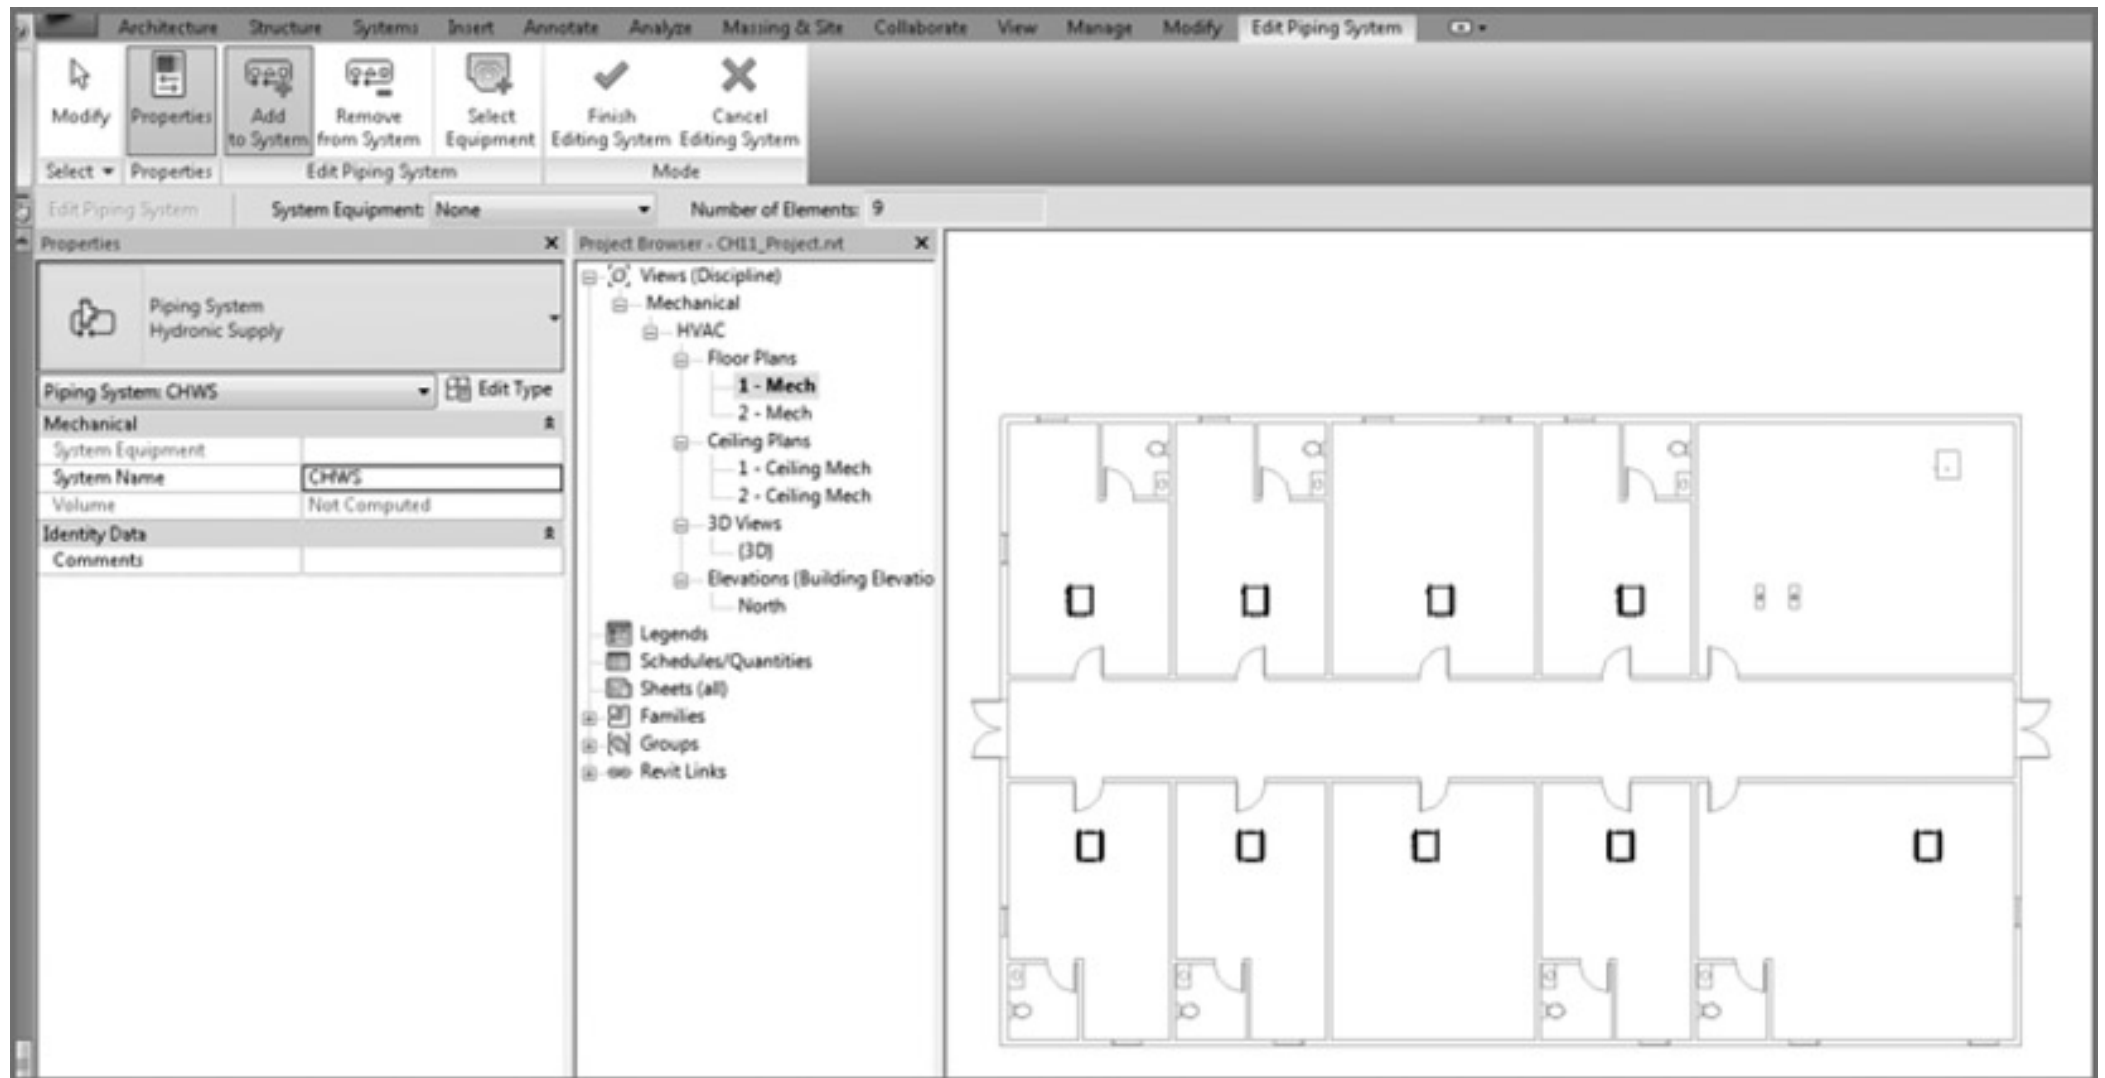 Architecture Structure Systems Insert Annotate Analyze Massing & Site Collaborate View Manage Modify Edit Piping System
Modify Properties Add to System Remove from System Select Equipment Finish Editing System Cancel Editing System
Select Properties Edit Piping System Mode
Edit Piping System System Equipment: None Number of Elements: 9
Properties
Piping System
Hydronic Supply
Piping System: CHWS Edit Type
Mechanical
System Equipment
System Name CHWS
Volume Not Computed
Identity Data
Comments
Project Browser - CH11_Project.rvt
Views (Discipline)
Mechanical
HVAC
Floor Plans
1 - Mech
2 - Mech
Ceiling Plans
1 - Ceiling Mech
2 - Ceiling Mech
3D Views
(3D)
Elevations (Building Elevatio
North
Legends
Schedules/Quantities
Sheets (all)
Families
Groups
Revit Links